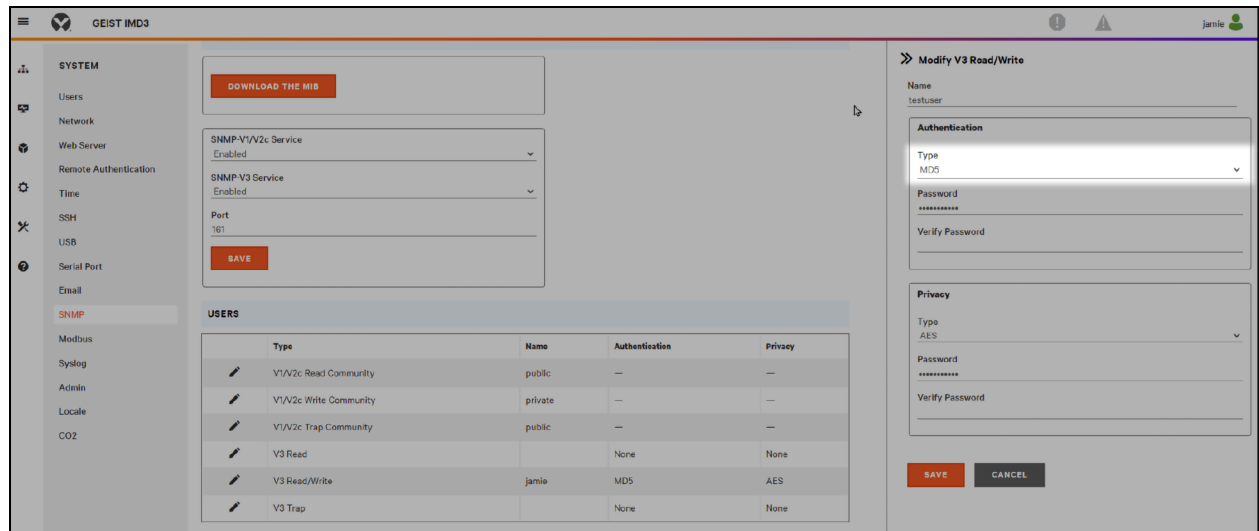 GEIST IMD3
jamie
SYSTEM
Users
Network
Web Server
Remote Authentication
Time
SSH
USB
Serial Port
Email
SNMP
Modbus
Syslog
Admin
Locale
CO2
DOWNLOAD THE MIB
SNMP-V1/V2c Service
Enabled
SNMP-V3 Service
Enabled
Port
161
SAVE
USERS
Type Name Authentication Privacy
V1/V2c Read Community public — —
V1/V2c Write Community private — —
V1/V2c Trap Community public — —
V3 Read None None
V3 Read/Write jamie MD5 AES
V3 Trap None None
Modify V3 Read/Write
Name
testuser
Authentication
Type
MD5
Password
•••••••••••
Verify Password
Privacy
Type
AES
Password
•••••••••••
Verify Password
SAVE CANCEL